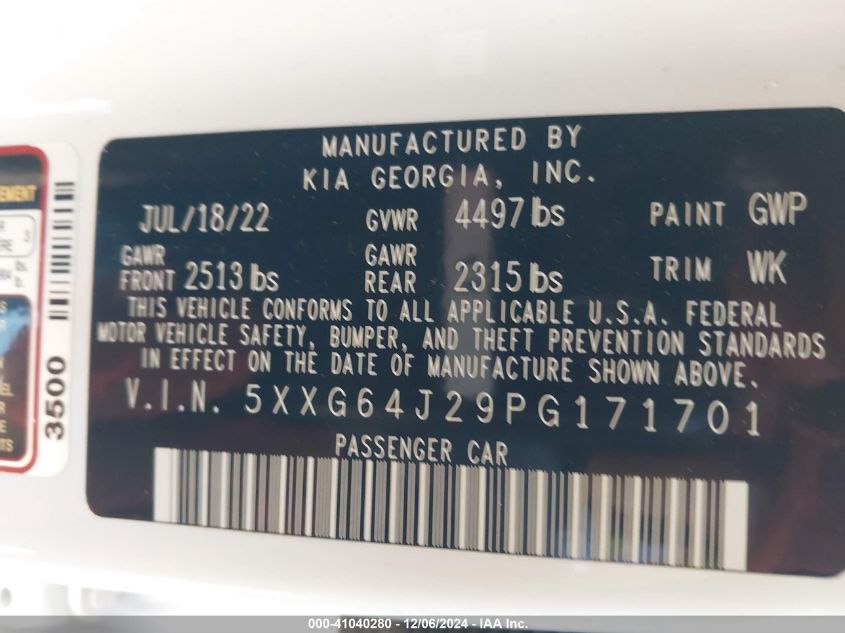 MANUFACTURED BY
KIA GEORGIA, INC.
JUL/18/22 GVWR 4497 lbs PAINT GWP
GAWR FRONT 2513 lbs GAWR REAR 2315 lbs TRIM WK
THIS VEHICLE CONFORMS TO ALL APPLICABLE U.S.A. FEDERAL
MOTOR VEHICLE SAFETY, BUMPER, AND THEFT PREVENTION STANDARDS
IN EFFECT ON THE DATE OF MANUFACTURE SHOWN ABOVE.
V.I.N. 5XXG64J29PG171701
PASSENGER CAR
3500
000-41040280 - 12/06/2024 - IAA Inc.